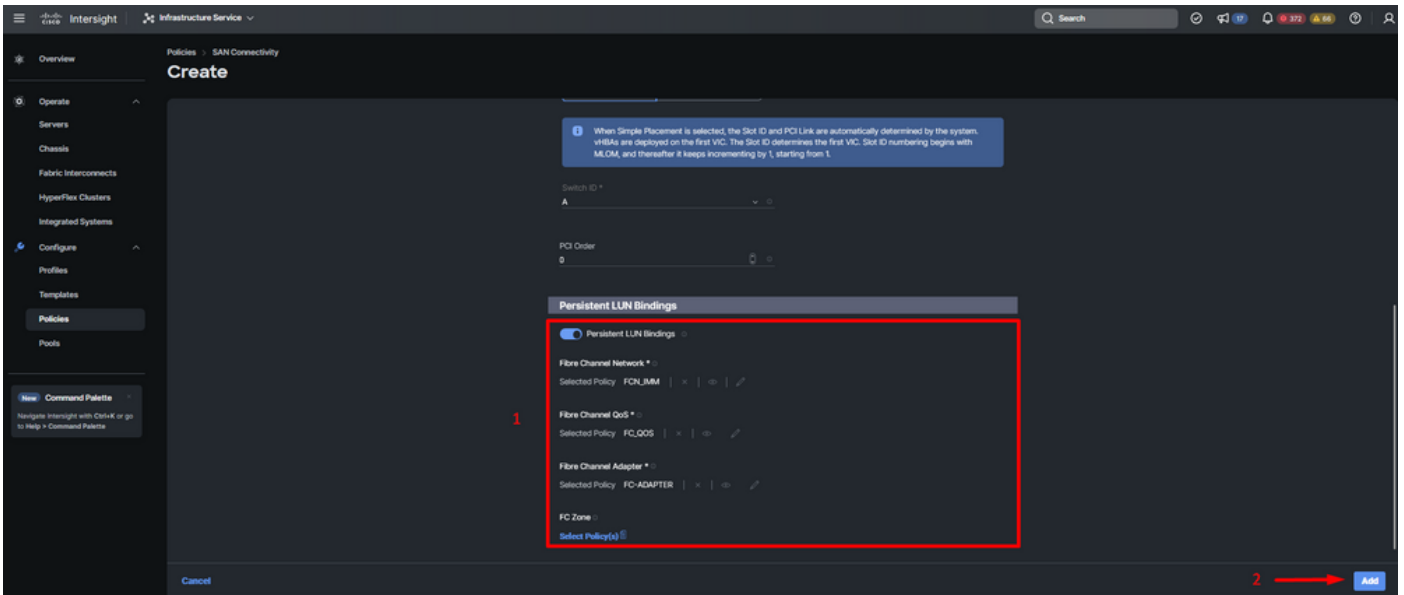 CISCO Intersight
Infrastructure Service
Search
17
372
66
Overview
Operate
Servers
Chassis
Fabric Interconnects
HyperFlex Clusters
Integrated Systems
Configure
Profiles
Templates
Policies
Pools
New Command Palette
Navigate Intersight with Ctrl+K or go
to Help > Command Palette
Policies > SAN Connectivity
Create
When Simple Placement is selected, the Slot ID and PCI Link are automatically determined by the system.
vHBAs are deployed on the first VIC. The Slot ID determines the first VIC. Slot ID numbering begins with
MLOM, and thereafter it keeps incrementing by 1, starting from 1.
Switch ID *
A
PCI Order
0
Persistent LUN Bindings
Persistent LUN Bindings
Fibre Channel Network *
Selected Policy FCN_IMM
1
Fibre Channel QoS *
Selected Policy FC_QOS
Fibre Channel Adapter *
Selected Policy FC-ADAPTER
FC Zone
Select Policy(s)
Cancel
2
Add